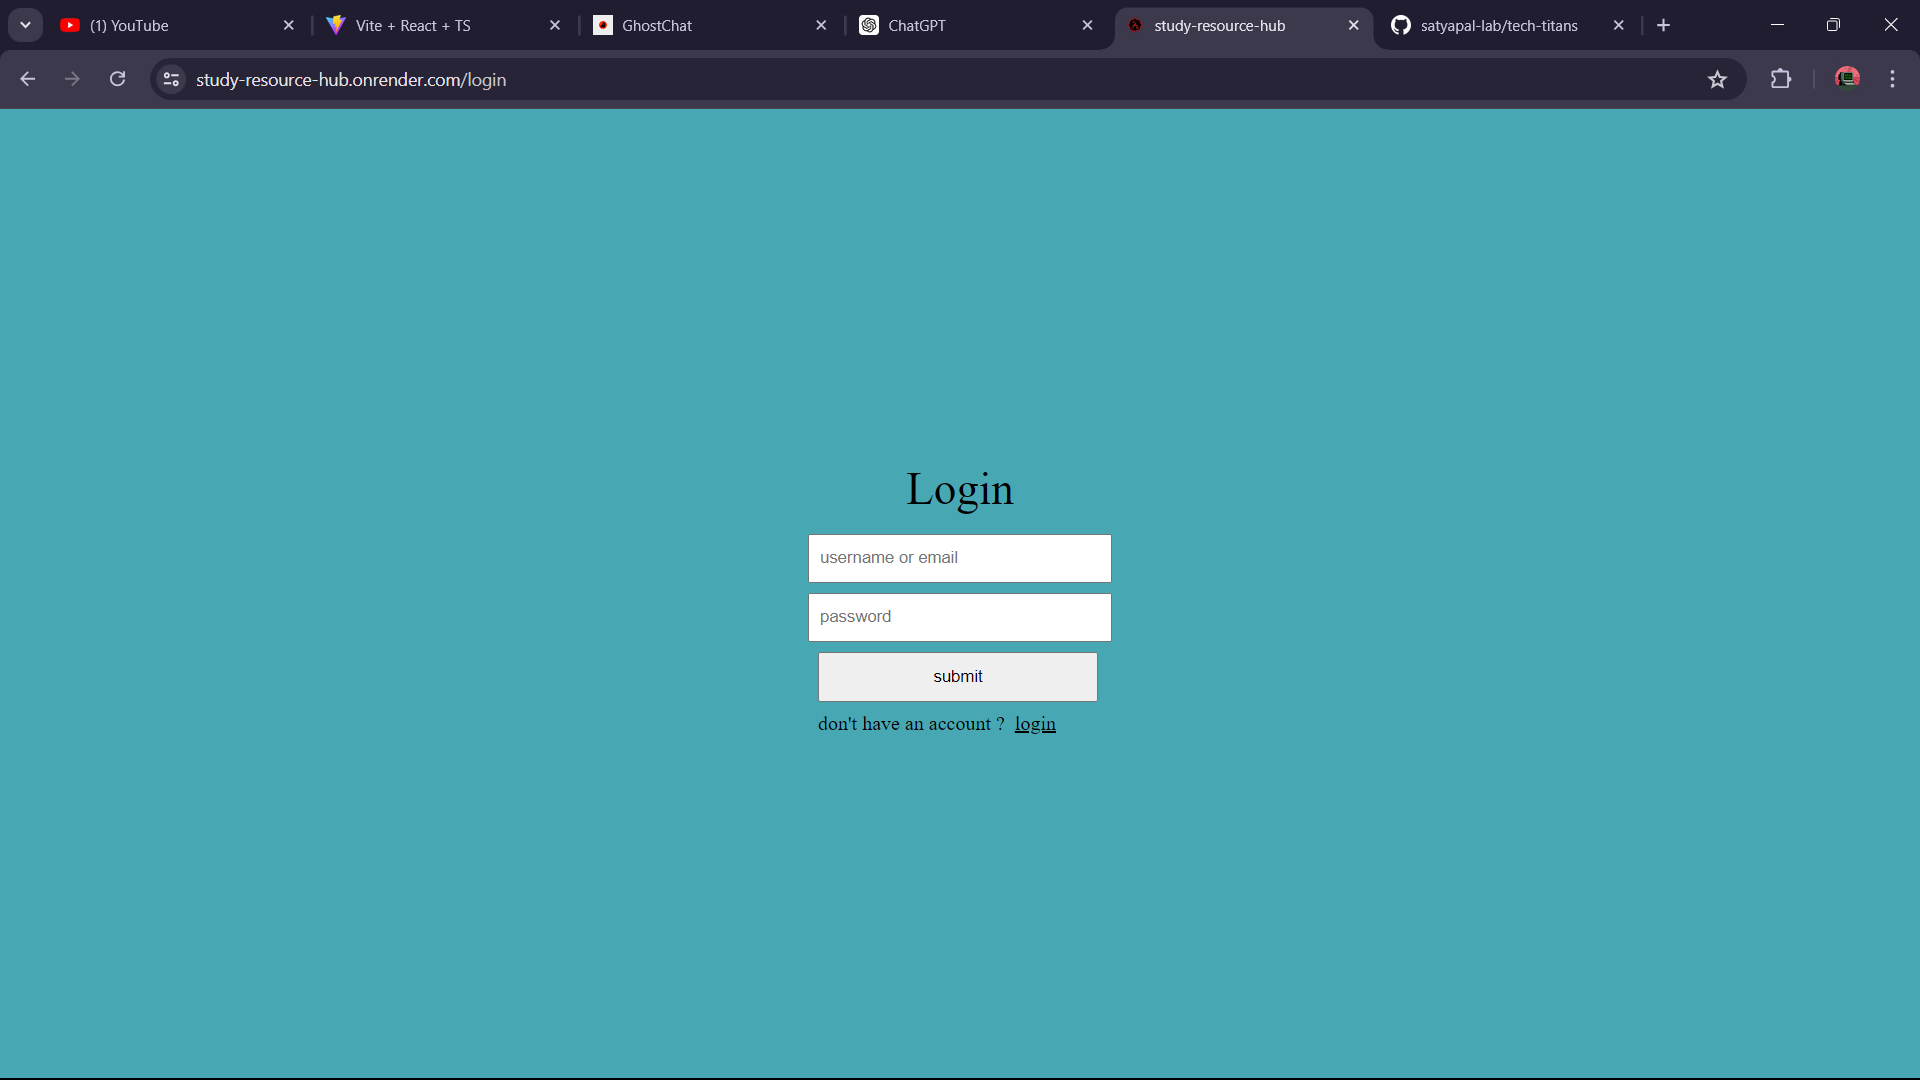 (1) YouTube
Vite + React + TS
GhostChat
ChatGPT
study-resource-hub
satyapal-lab/tech-titans
study-resource-hub.onrender.com/login
Login
username or email
password
submit
don't have an account ? login